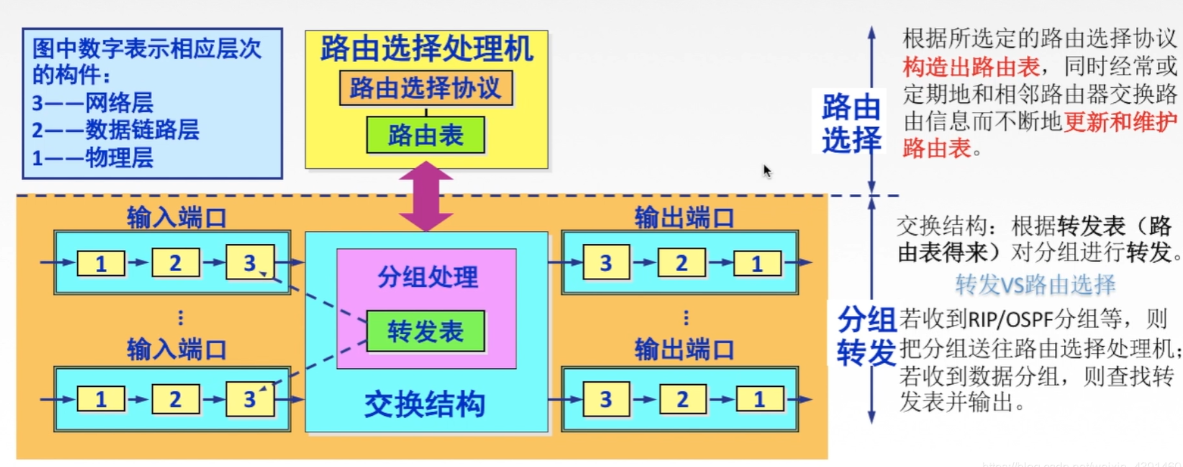 图中数字表示相应层次
的构件：
3——网络层
2——数据链路层
1——物理层
路由选择处理机
路由选择协议
路由表
路由
选择
根据所选定的路由选择协议
构造出路由表，同时经常或
定期地和相邻路由器交换路
由信息而不断地更新和维护
路由表。
输入端口
1
2
3
⋮
输入端口
1
2
3
分组处理
转发表
交换结构
输出端口
3
2
1
⋮
输出端口
3
2
1
分组
转发
交换结构：根据转发表（路
由表得来）对分组进行转发。
转发VS路由选择
若收到RIP/OSPF分组等，则
把分组送往路由选择处理机；
若收到数据分组，则查找转
发表并输出。